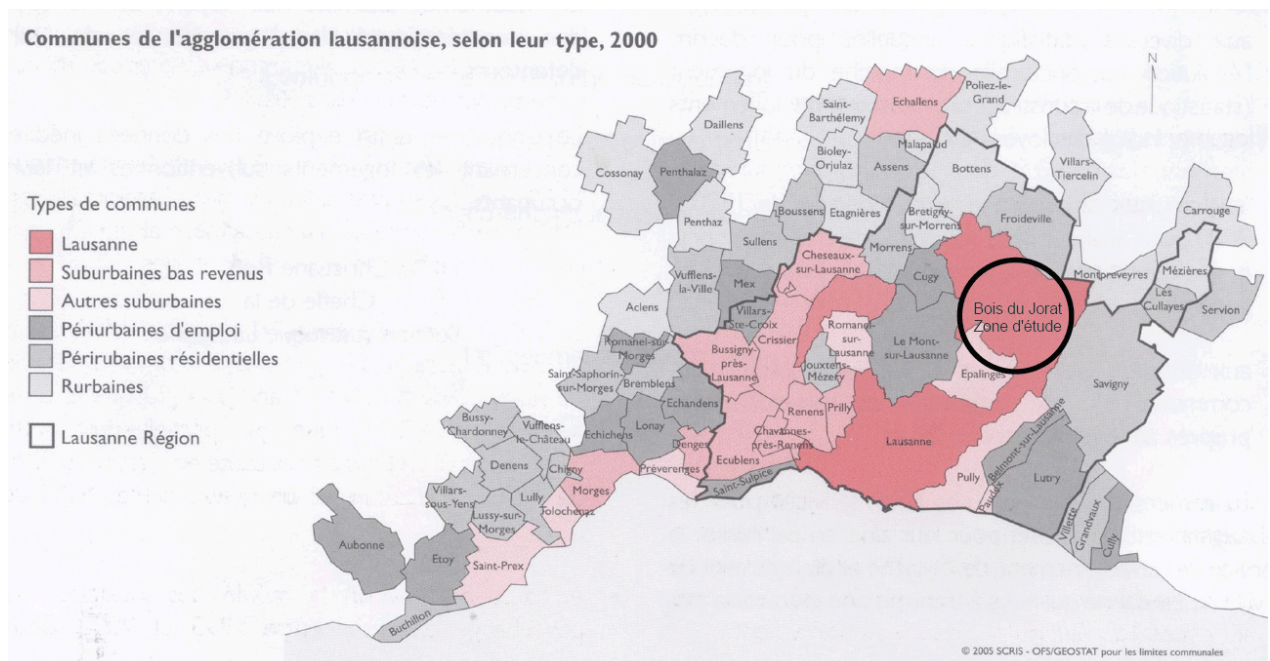 Communes de l'agglomération lausannoise, selon leur type, 2000
Types de communes
Lausanne
Suburbaines bas revenus
Autres suburbaines
Périurbaines d'emploi
Périrubaines résidentielles
Rurbaines
Lausanne Région
N
Poliez-le-
Grand
Echallens
Saint-
Barthélemy
Daillens
Malapalud
Bottens
Villars-
Tiercelin
Bioley-
Orjulaz
Assens
Cossonay
Penthalaz
Penthaz
Boussens
Etagnières
Bretigny-
sur-Morrens
Froideville
Carrouge
Sullens
Morrens
Cheseaux-
sur-Lausanne
Cugy
Montpreveyres
Mézières
Vufflens-
la-Ville
Mex
Les
Cullayes
Servion
Aclens
Villars-
Ste-Croix
Bois du Jorat
Zone d'étude
Romanel-
sur-
Lausanne
Crissier
Le Mont-
sur-Lausanne
Romanel-sur-
Morges
Bussigny-
près-
Lausanne
Jouxtens-
Mézery
Epalinges
Savigny
Saint-Saphorin-
sur-Morges
Bremblens
Echandens
Renens
Prilly
Bussy-
Chardonney
Vufflens-
le-Château
Echichens
Lonay
Denges
Chavannes-
près-Renens
Lausanne
Belmont-sur-Lausanne
Ecublens
Denens
Chigny
Préverenges
Saint-Sulpice
Pully
Paudex
Lutry
Villars-
sous-Yens
Lully
Morges
Tolochenaz
Lussy-sur-
Morges
Villette
Grandvaux
Cully
Aubonne
Etoy
Saint-Prex
Buchillon
© 2005 SCRIS - OFS/GEOSTAT pour les limites communales